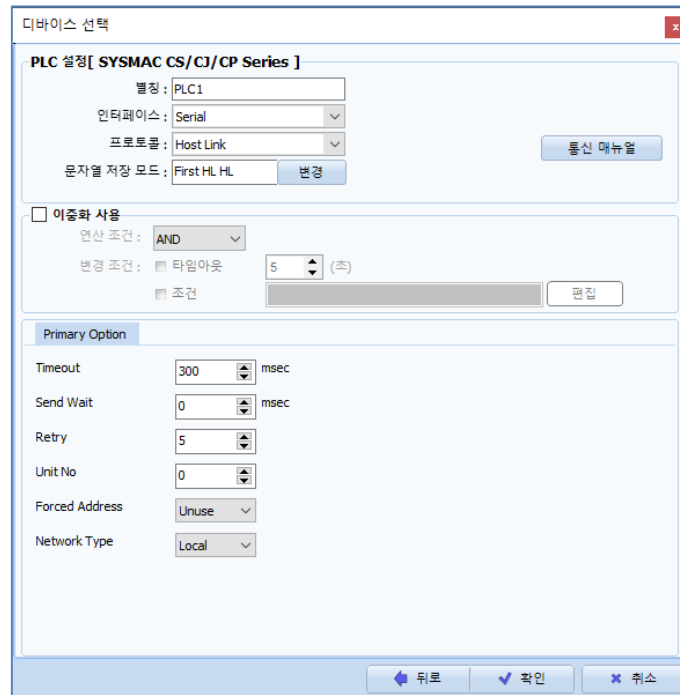 디바이스 선택
PLC 설정[ SYSMAC CS/CJ/CP Series ]
별칭 : PLC1
인터페이스 : Serial
프로토콜 : Host Link
통신 매뉴얼
문자열 저장 모드 : First HL HL 변경
이중화 사용
연산 조건 : AND
변경 조건 : 타임아웃 5 (초)
조건 편집
Primary Option
Timeout 300 msec
Send Wait 0 msec
Retry 5
Unit No 0
Forced Address Unuse
Network Type Local
뒤로 확인 취소